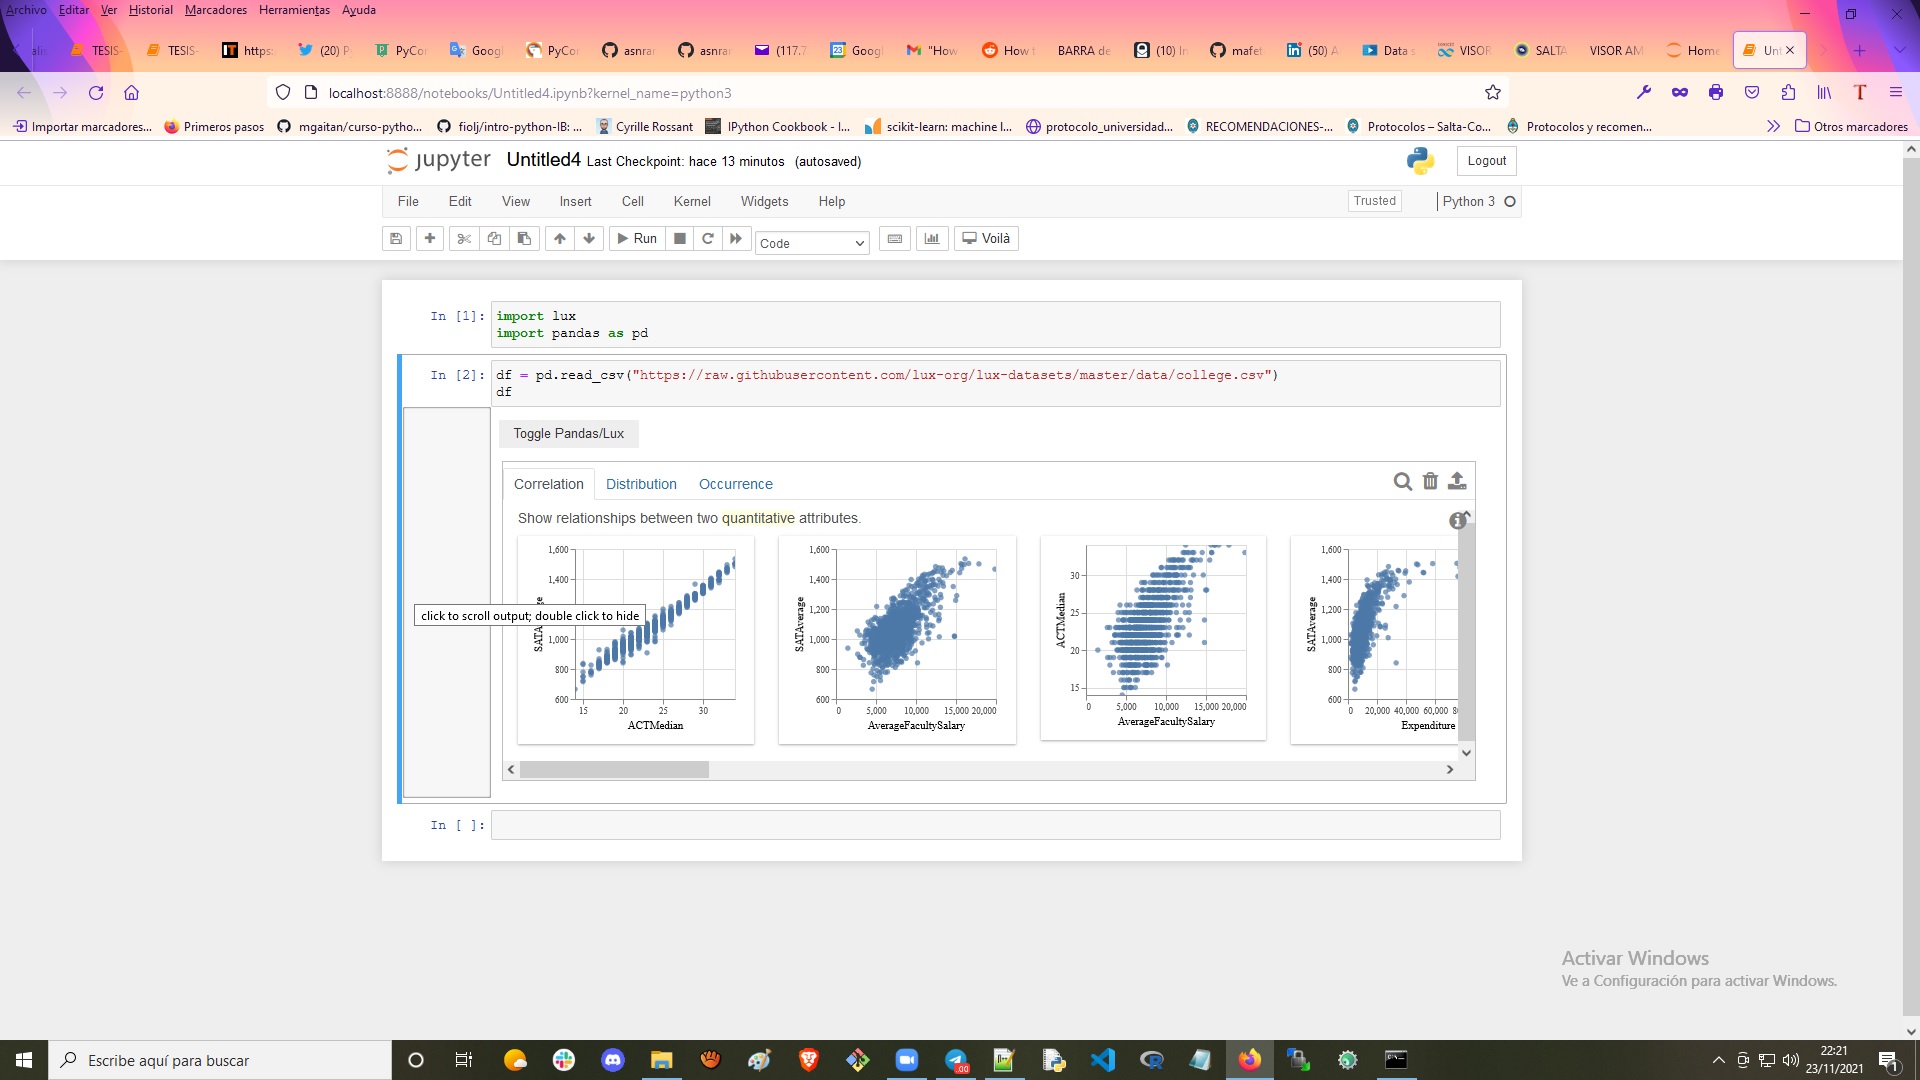 Archivo Editar Ver Historial Marcadores Herramientas Ayuda
alis TESIS- TESIS- https: (20) P PyCo Googl PyCor asnrar asnrar (117.7 Googl "How How t BARRA de (10) In mafet (50) A Data s VISOR SALTA VISOR AM Home Unt
localhost:8888/notebooks/Untitled4.ipynb?kernel_name=python3
Importar marcadores... Primeros pasos mgaitan/curso-pytho... fiolj/intro-python-IB: ... Cyrille Rossant IPython Cookbook - I... scikit-learn: machine l... protocolo_universidad... RECOMENDACIONES-... Protocolos – Salta-Co... Protocolos y recomen... Otros marcadores
jupyter Untitled4 Last Checkpoint: hace 13 minutos (autosaved) Logout
File Edit View Insert Cell Kernel Widgets Help Trusted Python 3
Run Code Voilà
In [1]: import lux
import pandas as pd
In [2]: df = pd.read_csv("https://raw.githubusercontent.com/lux-org/lux-datasets/master/data/college.csv")
df
Toggle Pandas/Lux
Correlation Distribution Occurrence
Show relationships between two quantitative attributes.
1,600
1,400
1,000
800
600
15 20 25 30
ACTMedian
SATAverage
1,600
1,400
1,200
1,000
800
600
0 5,000 10,000 15,000 20,000
AverageFacultySalary
ACTMedian
30
25
20
15
0 5,000 10,000 15,000 20,000
AverageFacultySalary
SATAverage
1,600
1,400
1,200
1,000
800
600
0 20,000 40,000 60,000
Expenditure
click to scroll output; double click to hide
In [ ]:
Activar Windows
Ve a Configuración para activar Windows.
Escribe aquí para buscar
22:21
23/11/2021